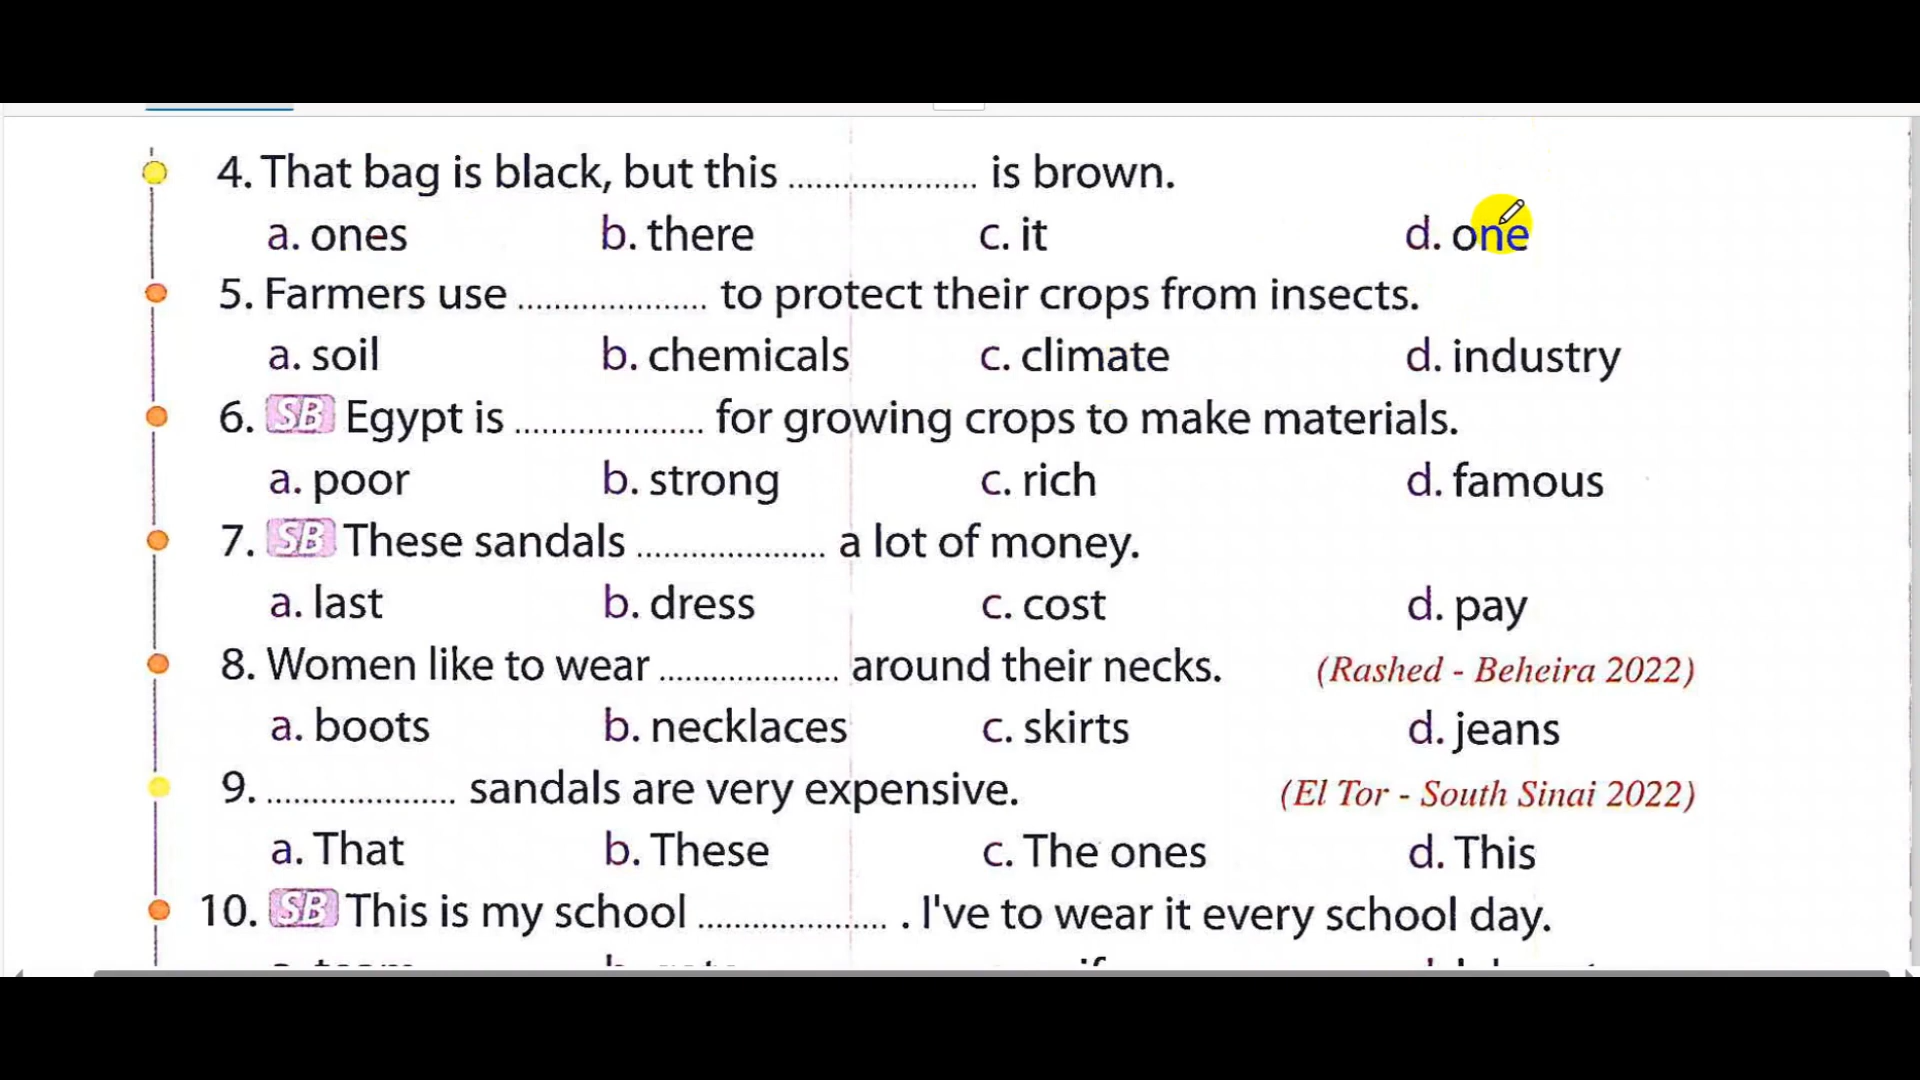 4. That bag is black, but this .................... is brown.
a. ones b. there c. it d. one
5. Farmers use .................... to protect their crops from insects.
a. soil b. chemicals c. climate d. industry
6. SB Egypt is .................... for growing crops to make materials.
a. poor b. strong c. rich d. famous
7. SB These sandals .................... a lot of money.
a. last b. dress c. cost d. pay
8. Women like to wear .................... around their necks. (Rashed - Beheira 2022)
a. boots b. necklaces c. skirts d. jeans
9. .................... sandals are very expensive. (El Tor - South Sinai 2022)
a. That b. These c. The ones d. This
10. SB This is my school .................... . I've to wear it every school day.